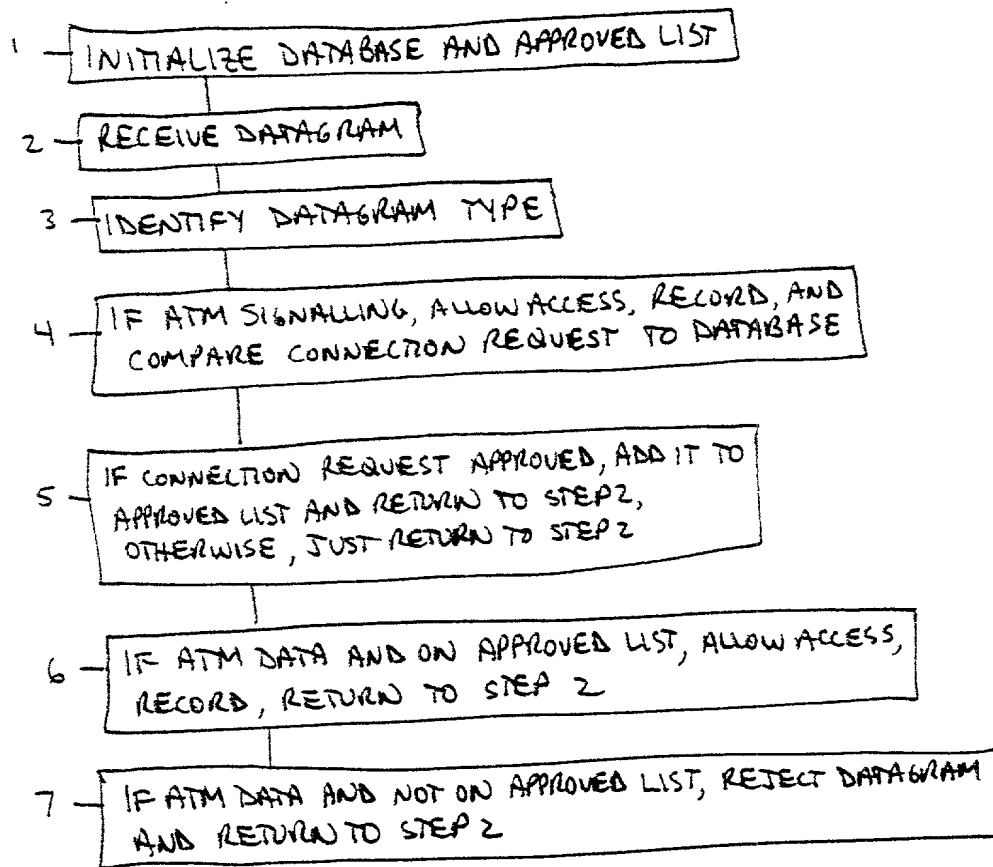 1 INITIALIZE DATABASE AND APPROVED LIST
2 RECEIVE DATAGRAM
3 IDENTIFY DATAGRAM TYPE
4 IF ATM SIGNALLING, ALLOW ACCESS, RECORD, AND
COMPARE CONNECTION REQUEST TO DATABASE
5 IF CONNECTION REQUEST APPROVED, ADD IT TO
APPROVED LIST AND RETURN TO STEP 2,
OTHERWISE, JUST RETURN TO STEP 2
6 IF ATM DATA AND ON APPROVED LIST, ALLOW ACCESS,
RECORD, RETURN TO STEP 2
7 IF ATM DATA AND NOT ON APPROVED LIST, REJECT DATAGRAM
AND RETURN TO STEP 2